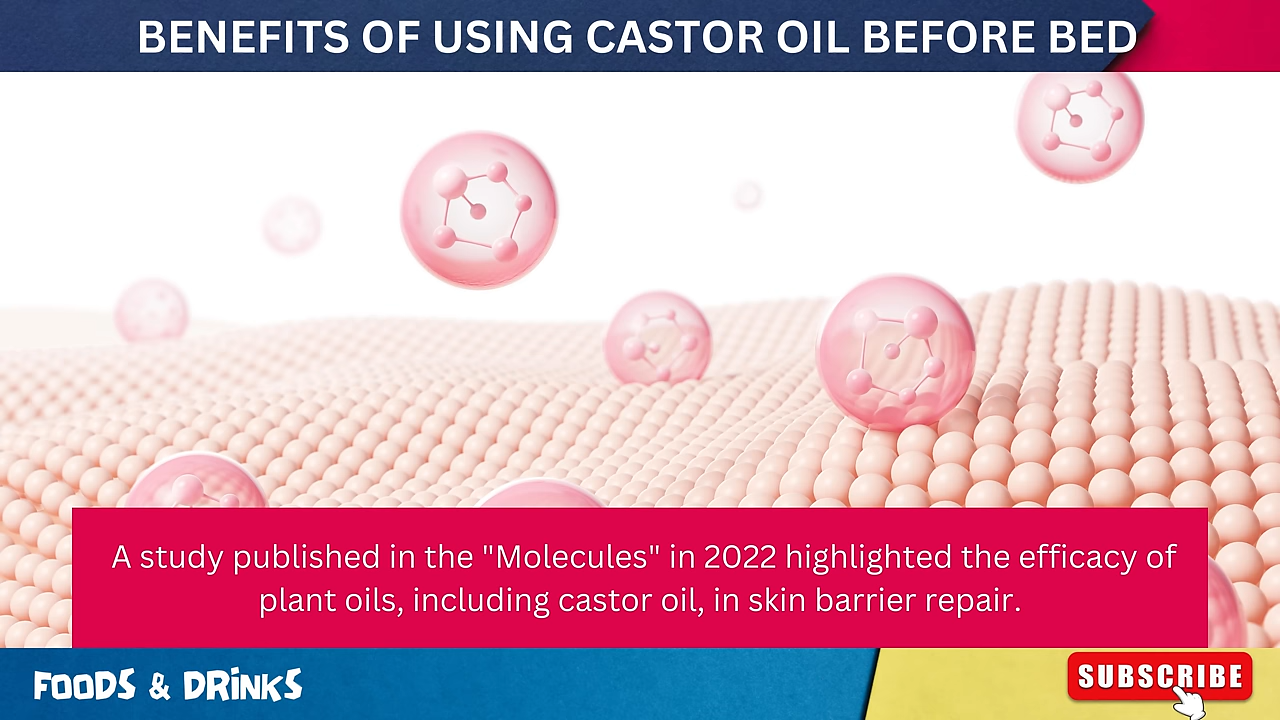 BENEFITS OF USING CASTOR OIL BEFORE BED
A study published in the "Molecules" in 2022 highlighted the efficacy of
plant oils, including castor oil, in skin barrier repair.
FOODS & DRiNKS
SUBSCRIBE